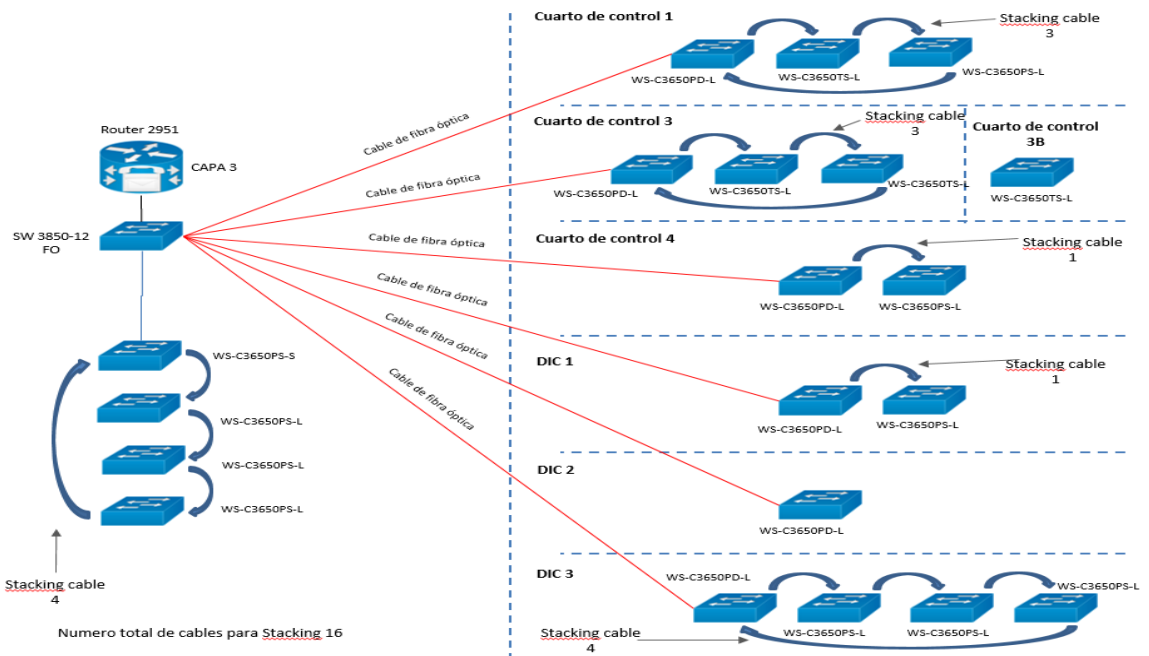 Router 2951
CAPA 3
SW 3850-12
FO
WS-C3650PS-S
WS-C3650PS-L
WS-C3650PS-L
WS-C3650PS-L
Stacking cable
4
Numero total de cables para Stacking 16
Cable de fibra óptica
Cable de fibra óptica
Cable de fibra óptica
Cable de fibra óptica
Cable de fibra óptica
Cable de fibra óptica
Cuarto de control 1
Stacking cable
3
WS-C3650PD-L
WS-C3650TS-L
WS-C3650PS-L
Cuarto de control 3
Stacking cable
3
WS-C3650PD-L
WS-C3650TS-L
WS-C3650TS-L
Cuarto de control
3B
WS-C3650TS-L
Cuarto de control 4
Stacking cable
1
WS-C3650PD-L
WS-C3650PS-L
DIC 1
Stacking cable
1
WS-C3650PD-L
WS-C3650PS-L
DIC 2
WS-C3650PD-L
DIC 3
WS-C3650PD-L
WS-C3650PS-L
WS-C3650PS-L
WS-C3650PS-L
Stacking cable
4